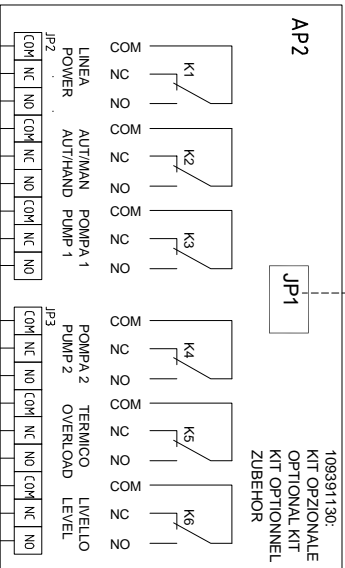 AP2
JP1
109391130:
KIT OPZIONALE
OPTIONAL KIT
KIT OPTIONNEL
ZUBEHOR
COM
NC
NO
K1
COM
NC
NO
K2
COM
NC
NO
K3
COM
NC
NO
K4
COM
NC
NO
K5
COM
NC
NO
K6
LINEA
POWER
AUT/MAN
AUT/HAND
POMPA 1
PUMP 1
POMPA 2
PUMP 2
TERMICO
OVERLOAD
LIVELLO
LEVEL
JP2
COM NC NO COM NC NO COM NC NO
JP3
COM NC NO COM NC NO COM NC NO